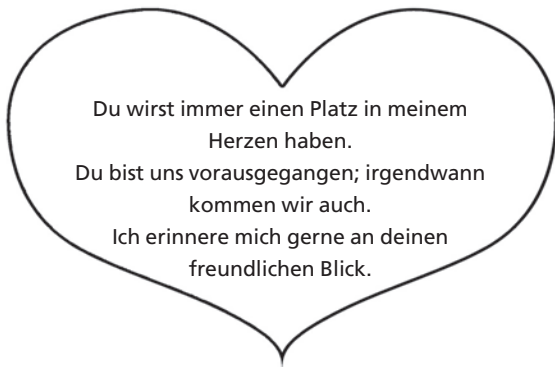 Du wirst immer einen Platz in meinem
Herzen haben.
Du bist uns vorausgegangen; irgendwann
kommen wir auch.
Ich erinnere mich gerne an deinen
freundlichen Blick.